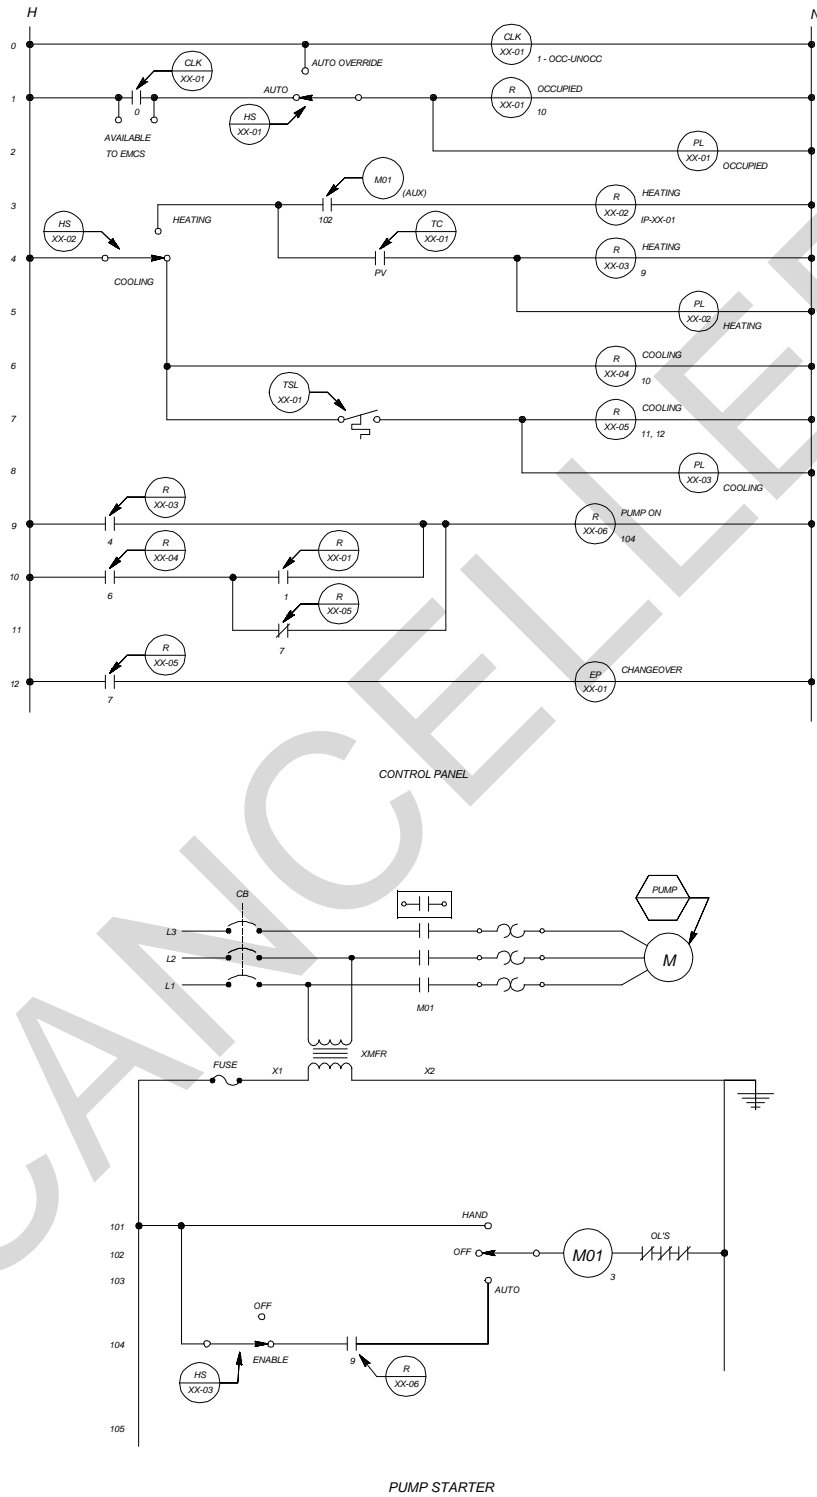 H
N
0
CLK
XX-01
1 - OCC-UNOCC
AUTO OVERRIDE
CLK
XX-01
1
0
AUTO
R
XX-01
OCCUPIED
10
HS
XX-01
AVAILABLE
TO EMCS
2
PL
XX-01
OCCUPIED
M01
(AUX)
3
102
R
XX-02
HEATING
IP-XX-01
HEATING
HS
XX-02
TC
XX-01
4
PV
R
XX-03
HEATING
9
COOLING
5
PL
XX-02
HEATING
6
R
XX-04
COOLING
10
TSL
XX-01
7
R
XX-05
COOLING
11, 12
8
PL
XX-03
COOLING
R
XX-03
9
4
R
XX-06
PUMP ON
104
R
XX-04
R
XX-01
10
6
1
R
XX-05
11
7
R
XX-05
12
7
EP
XX-01
CHANGEOVER
CONTROL PANEL
CANCELLED
CB
PUMP
L3
L2
M
L1
M01
XMFR
FUSE
X1
X2
101
HAND
102
OFF
M01
3
OL'S
103
AUTO
OFF
104
ENABLE
9
HS
XX-03
R
XX-06
105
PUMP STARTER